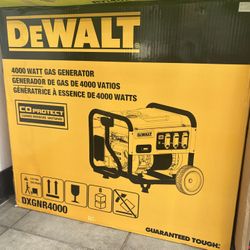 DEWALT
4000 WATT GAS GENERATOR
GENERADOR DE GAS DE 4000 VATIOS
GÉNÉRATRICE À ESSENCE DE 4000 WATTS
CO PROTECT
DEWALT
DXGNR4000
GUARANTEED TOUGH.